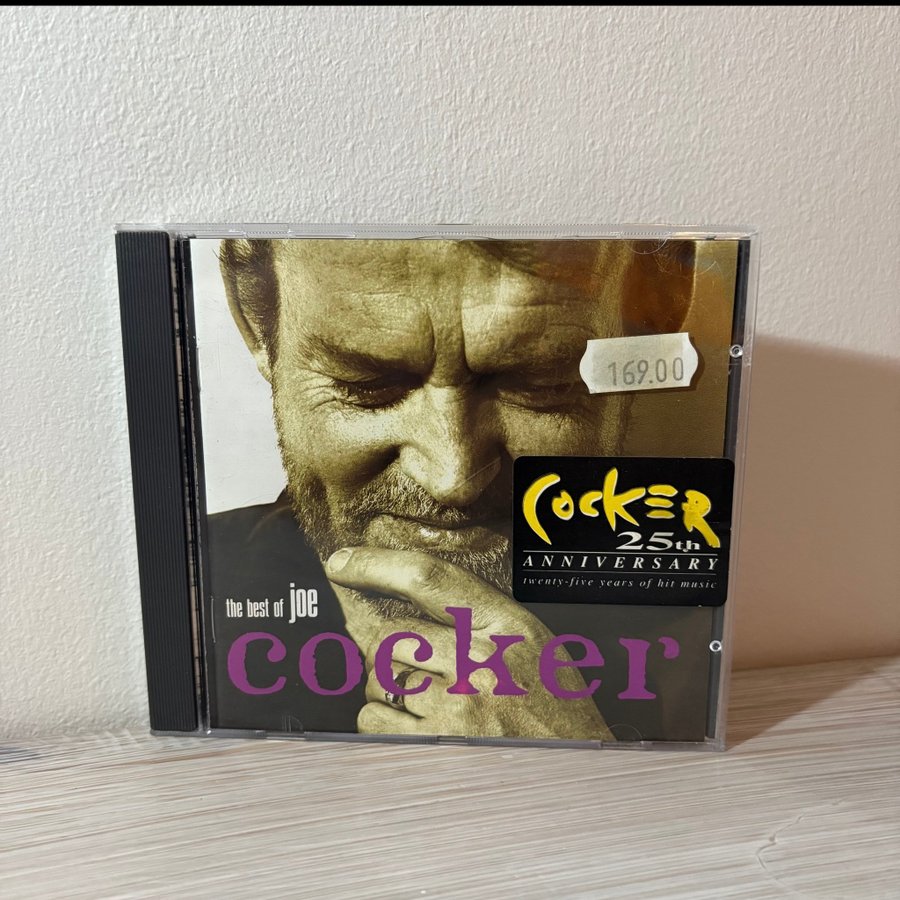 169.00
COCKER
25th
ANNIVERSARY
twenty-five years of hit music
the best of joe
cocker